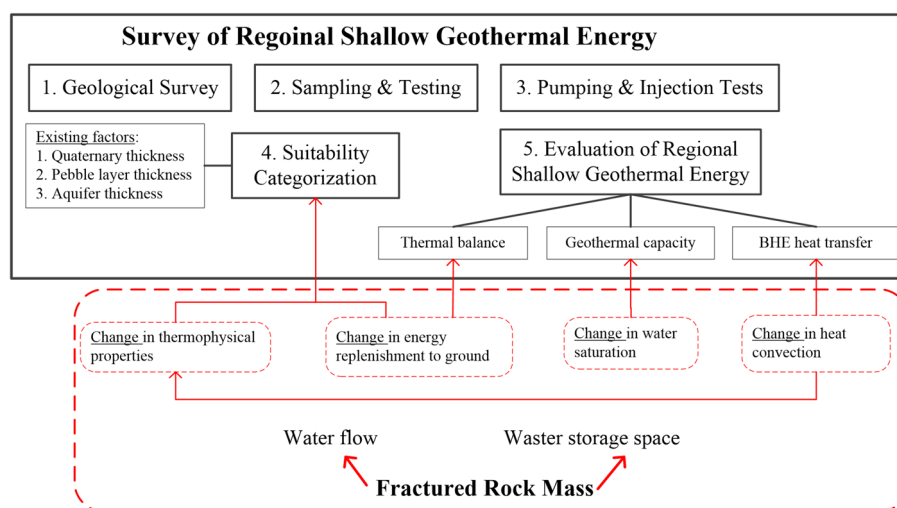 Survey of Regoinal Shallow Geothermal Energy
1. Geological Survey
2. Sampling & Testing
3. Pumping & Injection Tests
Existing factors:
1. Quaternary thickness
2. Pebble layer thickness
3. Aquifer thickness
4. Suitability
Categorization
5. Evaluation of Regional
Shallow Geothermal Energy
Thermal balance
Geothermal capacity
BHE heat transfer
Change in thermophysical
properties
Change in energy
replenishment to ground
Change in water
saturation
Change in heat
convection
Water flow
Waster storage space
Fractured Rock Mass